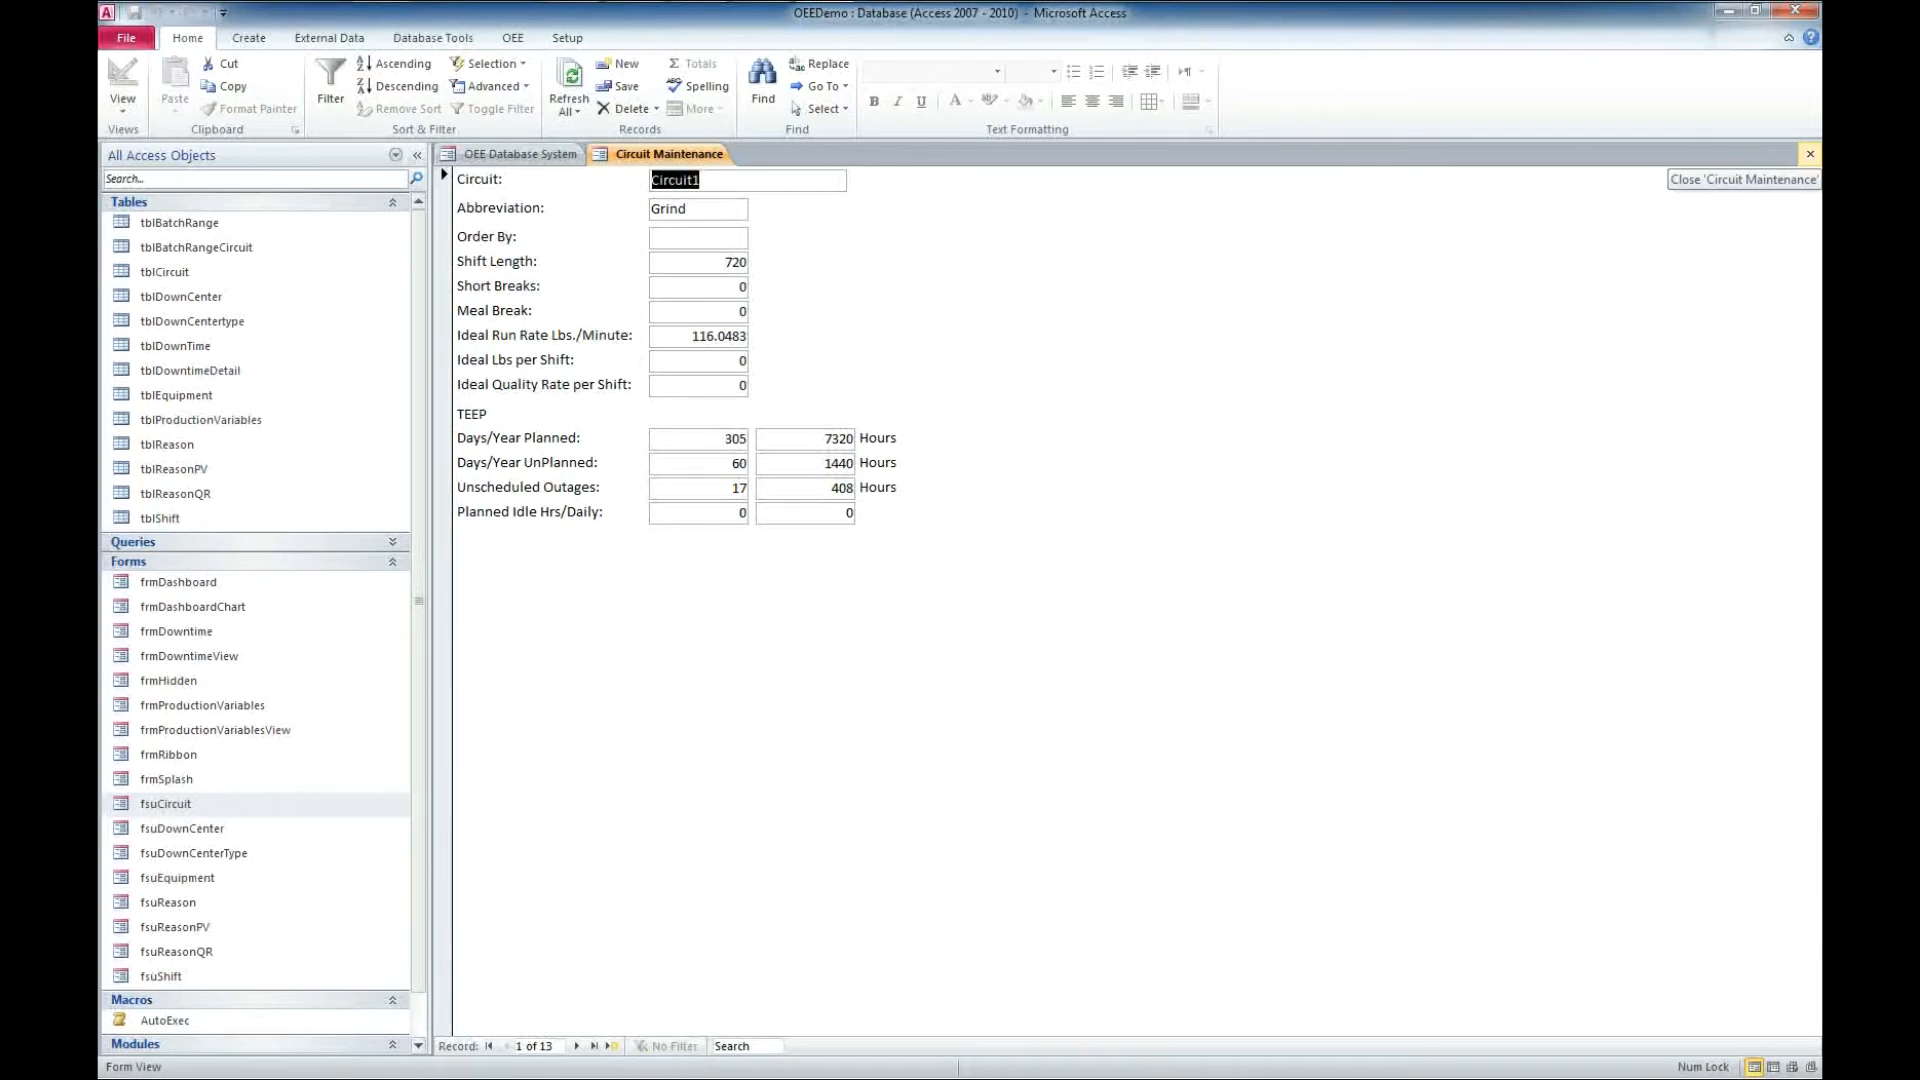 OEEDemo : Database (Access 2007 - 2010) - Microsoft Access
File Home Create External Data Database Tools OEE Setup
View
Views
Paste
Cut
Copy
Format Painter
Clipboard
Filter
Ascending
Descending
Remove Sort
Selection
Advanced
Toggle Filter
Sort & Filter
Refresh
All
New
Save
Delete
Totals
Spelling
More
Records
Find
Replace
Go To
Select
Find
B I U A
Text Formatting
All Access Objects
Search...
Tables
tblBatchRange
tblBatchRangeCircuit
tblCircuit
tblDownCenter
tblDownCentertype
tblDownTime
tblDowntimeDetail
tblEquipment
tblProductionVariables
tblReason
tblReasonPV
tblReasonQR
tblShift
Queries
Forms
frmDashboard
frmDashboardChart
frmDowntime
frmDowntimeView
frmHidden
frmProductionVariables
frmProductionVariablesView
frmRibbon
frmSplash
fsuCircuit
fsuDownCenter
fsuDownCenterType
fsuEquipment
fsuReason
fsuReasonPV
fsuReasonQR
fsuShift
Macros
AutoExec
Modules
OEE Database System Circuit Maintenance
Close 'Circuit Maintenance'
Circuit: Circuit1
Abbreviation: Grind
Order By:
Shift Length: 720
Short Breaks: 0
Meal Break: 0
Ideal Run Rate Lbs./Minute: 116.0483
Ideal Lbs per Shift: 0
Ideal Quality Rate per Shift: 0
TEEP
Days/Year Planned: 305 7320 Hours
Days/Year UnPlanned: 60 1440 Hours
Unscheduled Outages: 17 408 Hours
Planned Idle Hrs/Daily: 0 0
Record: 1 of 13 No Filter Search
Form View Num Lock